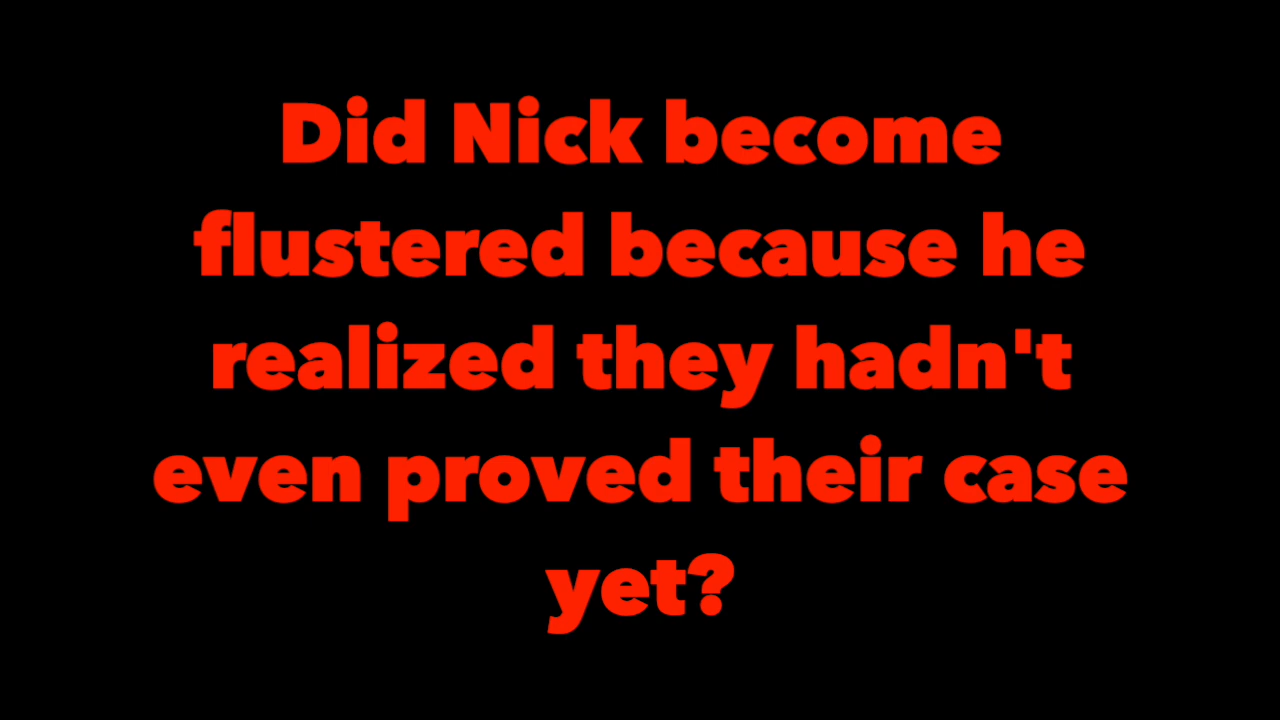 Did Nick become
flustered because he
realized they hadn't
even proved their case
yet?